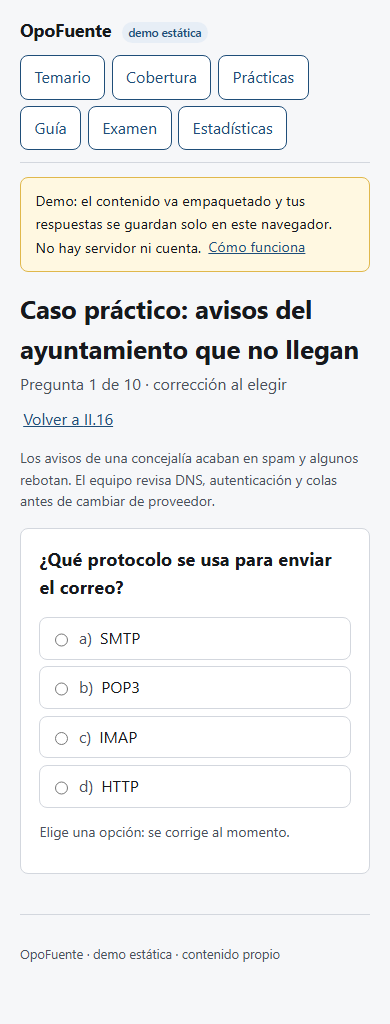 OpoFuente demo estática
Temario Cobertura Prácticas
Guía Examen Estadísticas
Demo: el contenido va empaquetado y tus
respuestas se guardan solo en este navegador.
No hay servidor ni cuenta. Cómo funciona
Caso práctico: avisos del
ayuntamiento que no llegan
Pregunta 1 de 10 · corrección al elegir
Volver a II.16
Los avisos de una concejalía acaban en spam y algunos
rebotan. El equipo revisa DNS, autenticación y colas
antes de cambiar de proveedor.
¿Qué protocolo se usa para enviar
el correo?
a) SMTP
b) POP3
c) IMAP
d) HTTP
Elige una opción: se corrige al momento.
OpoFuente · demo estática · contenido propio